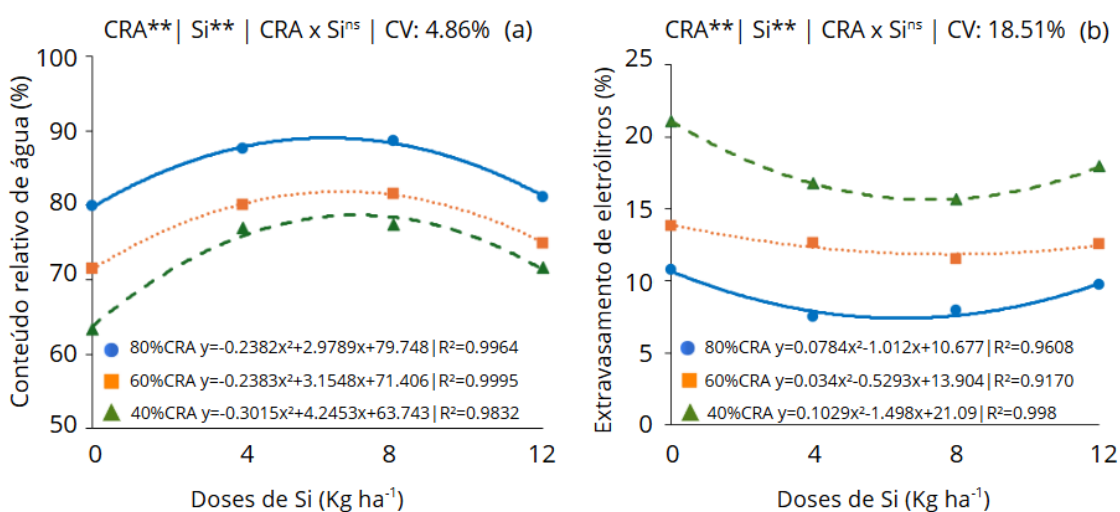 CRA**| Si** | CRA x Siⁿˢ | CV: 4.86% (a)
Conteúdo relativo de água (%)
100
90
80
70
60
50
80%CRA y=-0.2382x²+2.9789x+79.748|R²=0.9964
60%CRA y=-0.2383x²+3.1548x+71.406|R²=0.9995
40%CRA y=-0.3015x²+4.2453x+63.743|R²=0.9832
0 4 8 12
Doses de Si (Kg ha⁻¹)
CRA**| Si** | CRA x Siⁿˢ | CV: 18.51% (b)
Extravasamento de eletrólitros (%)
25
20
15
10
5
0
80%CRA y=0.0784x²-1.012x+10.677|R²=0.9608
60%CRA y=0.034x²-0.5293x+13.904|R²=0.9170
40%CRA y=0.1029x²-1.498x+21.09|R²=0.998
0 4 8 12
Doses de Si (Kg ha⁻¹)